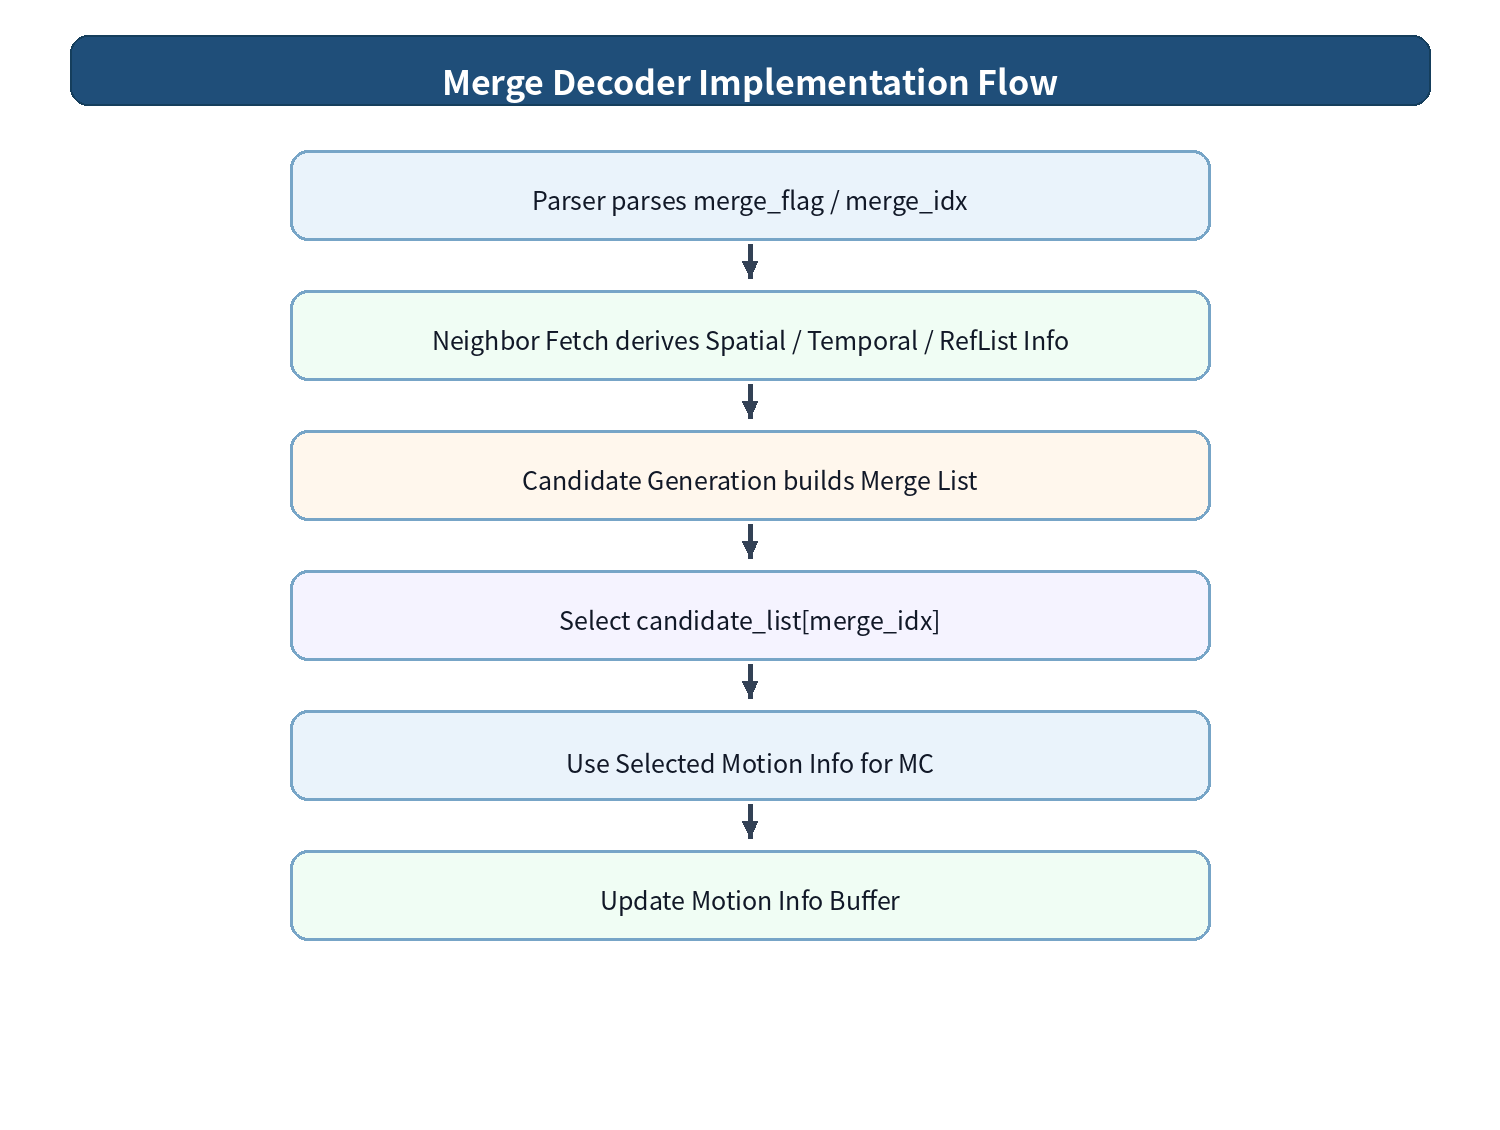 Merge Decoder Implementation Flow
Parser parses merge_flag / merge_idx
Neighbor Fetch derives Spatial / Temporal / RefList Info
Candidate Generation builds Merge List
Select candidate_list[merge_idx]
Use Selected Motion Info for MC
Update Motion Info Buffer